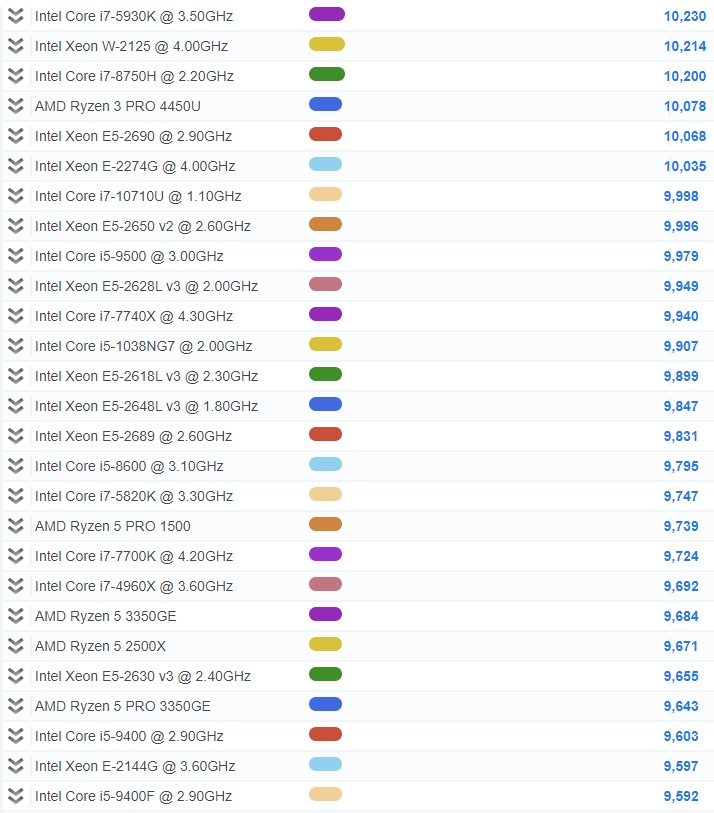 Intel Core i7-5930K @ 3.50GHz 10,230
Intel Xeon W-2125 @ 4.00GHz 10,214
Intel Core i7-8750H @ 2.20GHz 10,200
AMD Ryzen 3 PRO 4450U 10,078
Intel Xeon E5-2690 @ 2.90GHz 10,068
Intel Xeon E-2274G @ 4.00GHz 10,035
Intel Core i7-10710U @ 1.10GHz 9,998
Intel Xeon E5-2650 v2 @ 2.60GHz 9,996
Intel Core i5-9500 @ 3.00GHz 9,979
Intel Xeon E5-2628L v3 @ 2.00GHz 9,949
Intel Core i7-7740X @ 4.30GHz 9,940
Intel Core i5-1038NG7 @ 2.00GHz 9,907
Intel Xeon E5-2618L v3 @ 2.30GHz 9,899
Intel Xeon E5-2648L v3 @ 1.80GHz 9,847
Intel Xeon E5-2689 @ 2.60GHz 9,831
Intel Core i5-8600 @ 3.10GHz 9,795
Intel Core i7-5820K @ 3.30GHz 9,747
AMD Ryzen 5 PRO 1500 9,739
Intel Core i7-7700K @ 4.20GHz 9,724
Intel Core i7-4960X @ 3.60GHz 9,692
AMD Ryzen 5 3350GE 9,684
AMD Ryzen 5 2500X 9,671
Intel Xeon E5-2630 v3 @ 2.40GHz 9,655
AMD Ryzen 5 PRO 3350GE 9,643
Intel Core i5-9400 @ 2.90GHz 9,603
Intel Xeon E-2144G @ 3.60GHz 9,597
Intel Core i5-9400F @ 2.90GHz 9,592